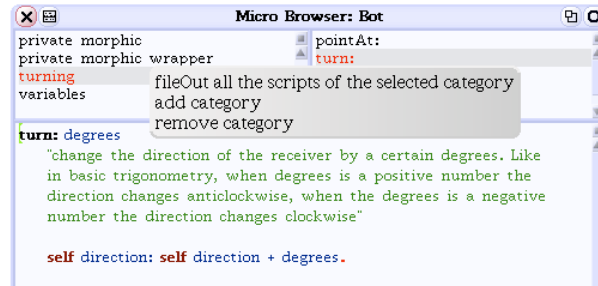 Micro Browser: Bot
private morphic
private morphic wrapper
turning
variables
pointAt:
turn:
fileOut all the scripts of the selected category
add category
remove category
turn: degrees
"change the direction of the receiver by a certain degrees. Like
in basic trigonometry, when degrees is a positive number the
direction changes anticlockwise, when the degrees is a negative
number the direction changes clockwise"
self direction: self direction + degrees.